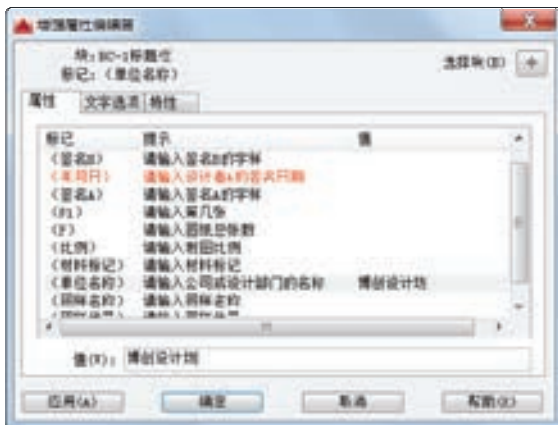 增强属性编辑器
块: BC-1标题栏
标记: (单位名称)
选择块(B)
属性 文字选项 特性
标记 提示 值
(签名B) 请输入签名B的字样
(年月日) 请输入设计者A的签名日期
(签名A) 请输入签名A的字样
(P1) 请输入第几张
(P) 请输入图纸总张数
(比例) 请输入制图比例
(材料标记) 请输入材料标记
(单位名称) 请输入公司或设计部门的名称 博创设计坊
(图样名称) 请输入图样名称
值(V): 博创设计坊
应用(A) 确定 取消 帮助(H)